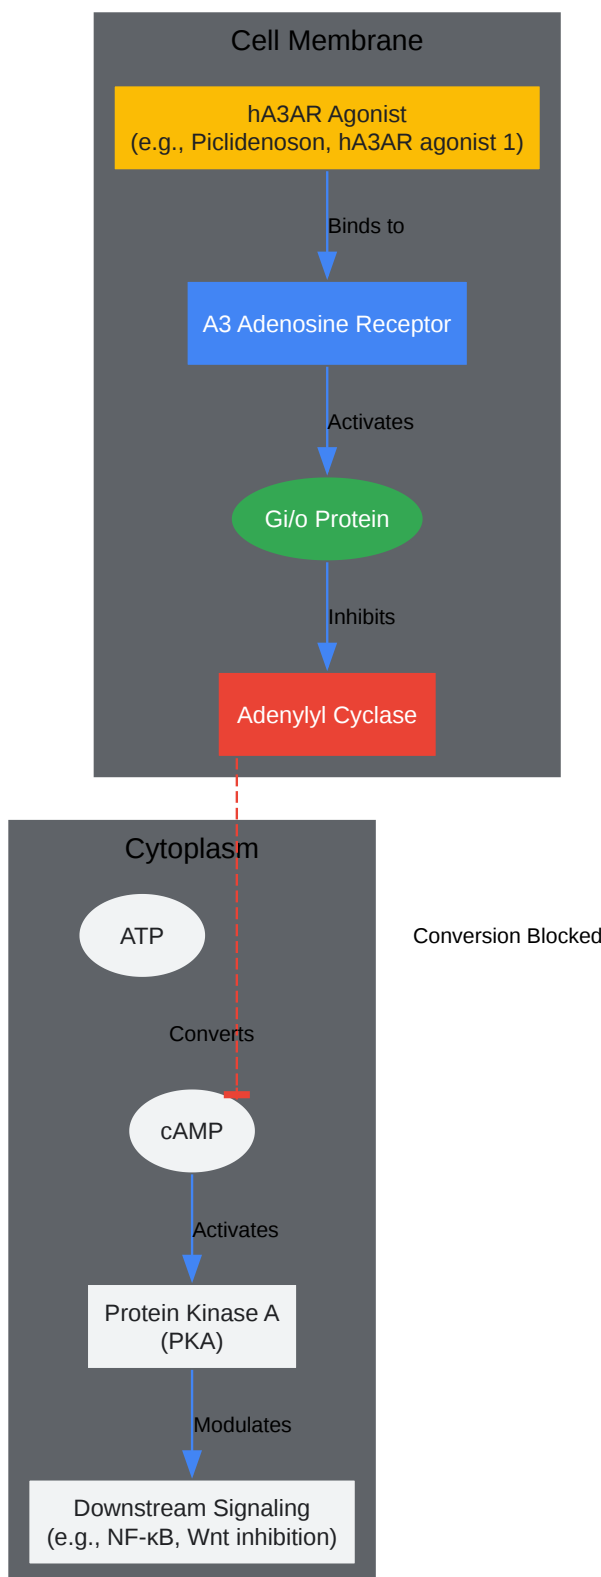 Cell Membrane
hA3AR Agonist
(e.g., Piclidenoson, hA3AR agonist 1)
Binds to
A3 Adenosine Receptor
Activates
Gi/o Protein
Inhibits
Adenylyl Cyclase
Cytoplasm
ATP
Conversion Blocked
Converts
cAMP
Activates
Protein Kinase A
(PKA)
Modulates
Downstream Signaling
(e.g., NF-κB, Wnt inhibition)